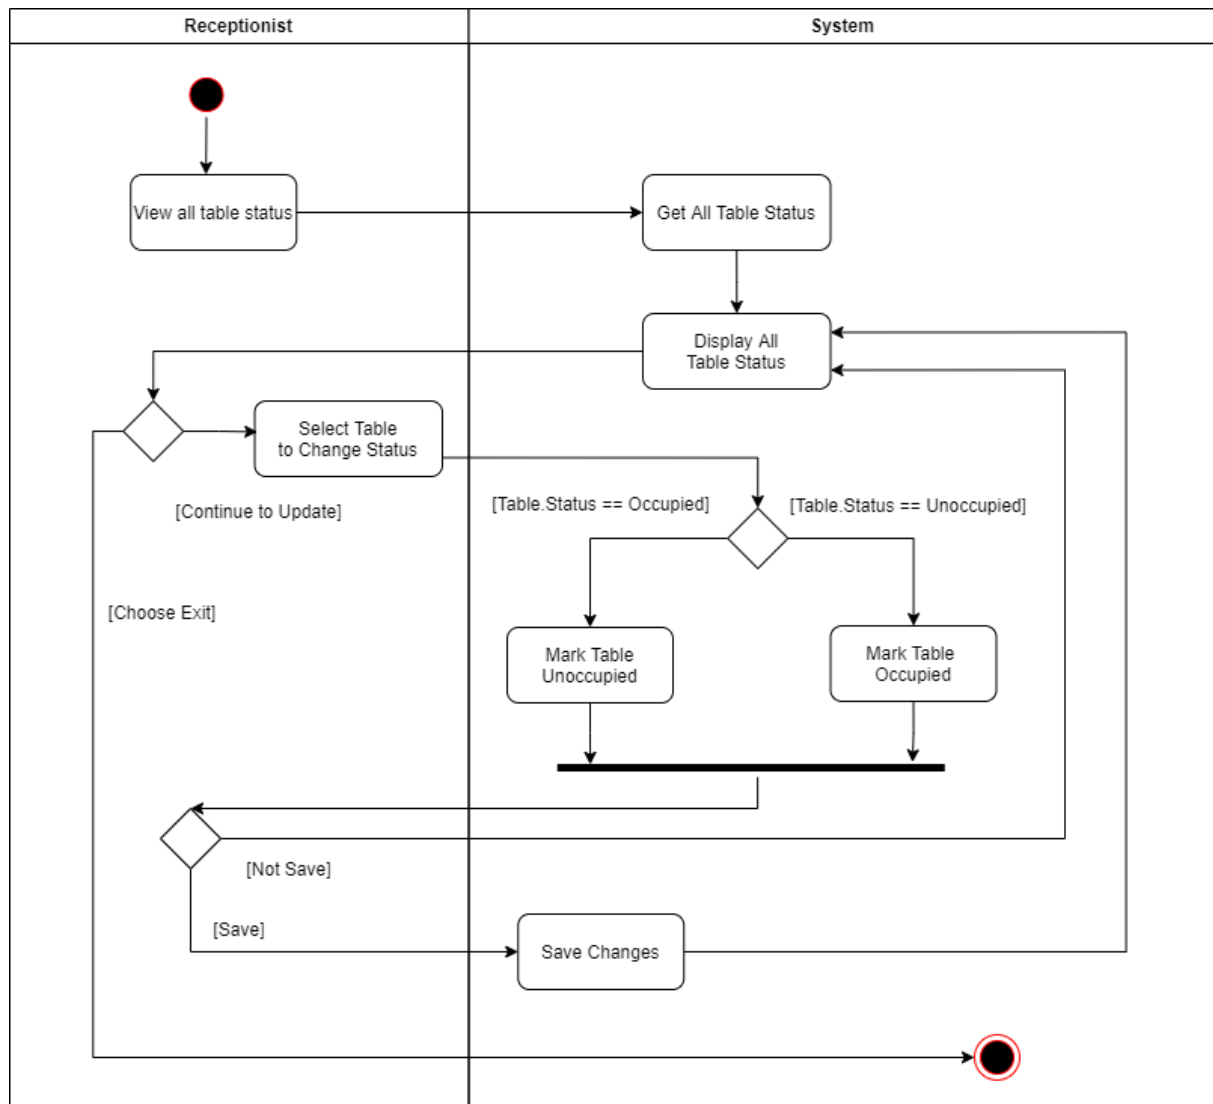 Receptionist
System
View all table status
Get All Table Status
Display All
Table Status
Select Table
to Change Status
[Continue to Update]
[Table.Status == Occupied]
[Table.Status == Unoccupied]
[Choose Exit]
Mark Table
Unoccupied
Mark Table
Occupied
[Not Save]
[Save]
Save Changes